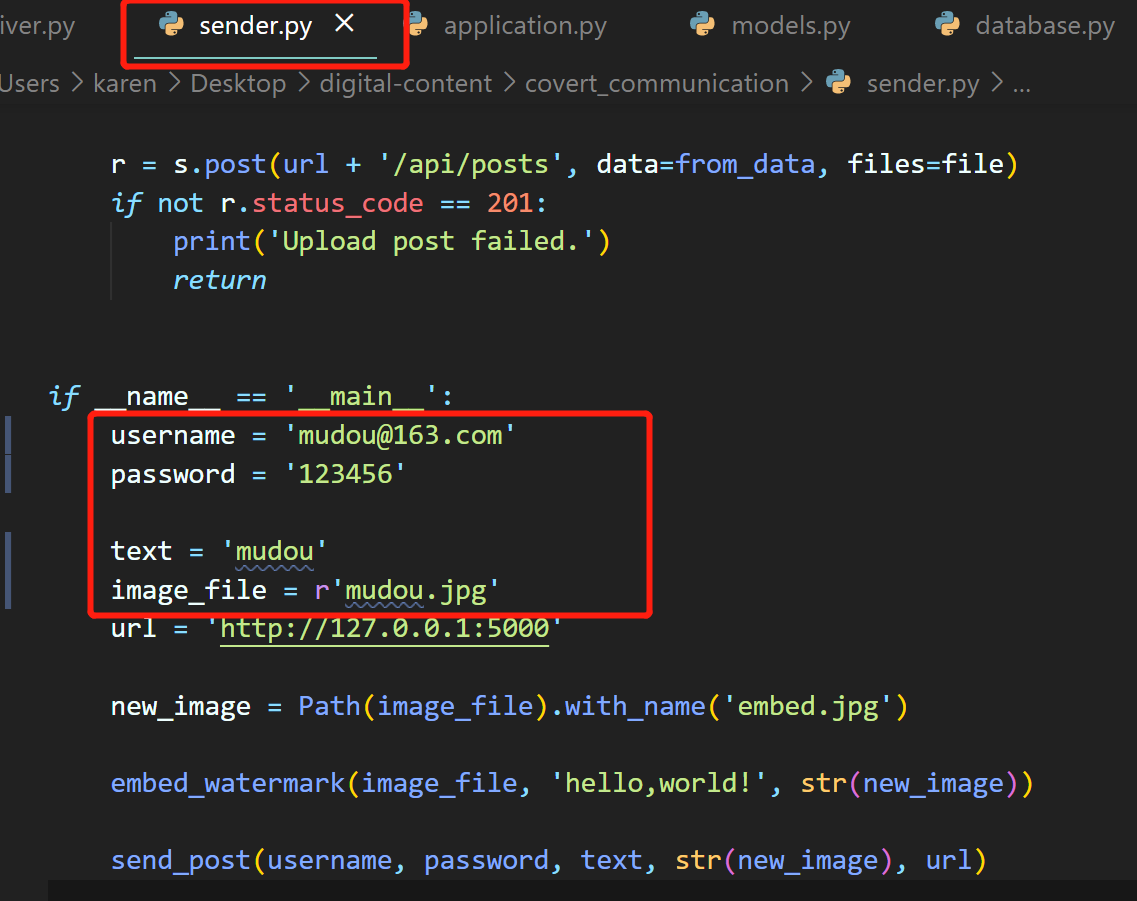 iver.py sender.py application.py models.py database.py
Users > karen > Desktop > digital-content > covert_communication > sender.py > ...
r = s.post(url + '/api/posts', data=from_data, files=file)
if not r.status_code == 201:
print('Upload post failed.')
return
if __name__ == '__main__':
username = 'mudou@163.com'
password = '123456'
text = 'mudou'
image_file = r'mudou.jpg'
url = 'http://127.0.0.1:5000'
new_image = Path(image_file).with_name('embed.jpg')
embed_watermark(image_file, 'hello,world!', str(new_image))
send_post(username, password, text, str(new_image), url)